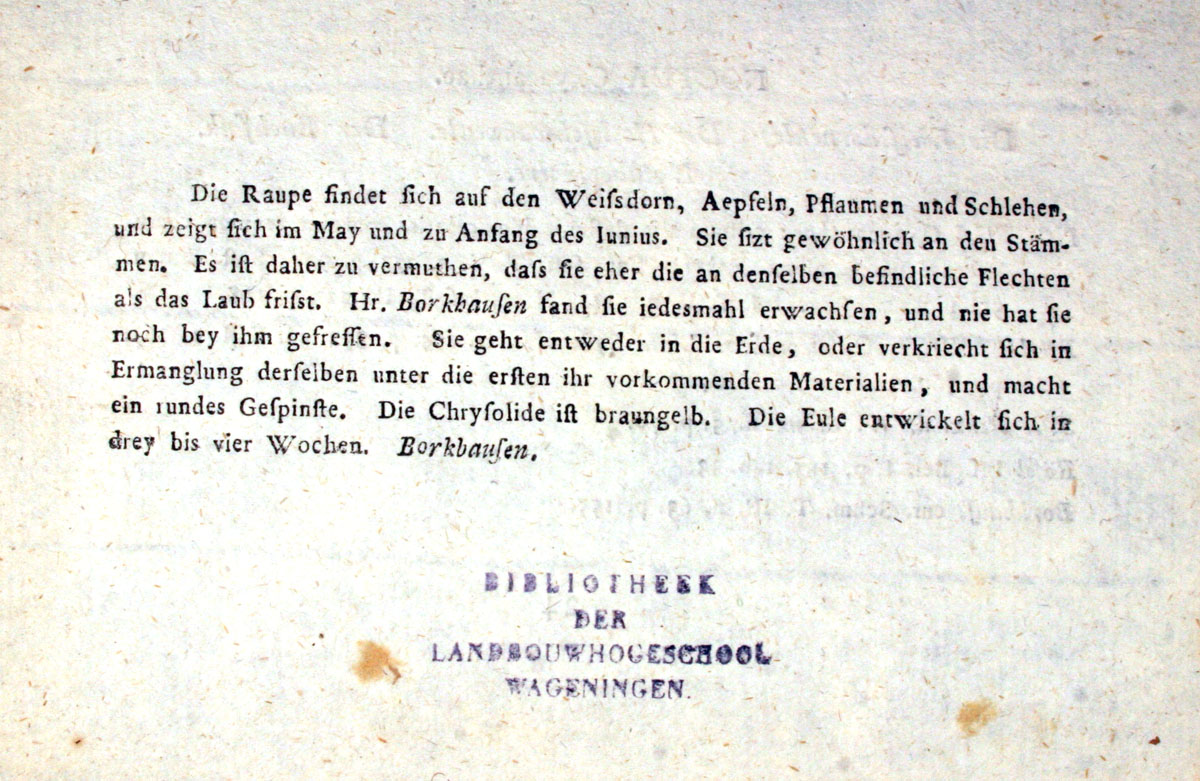 Die Raupe findet ſich auf den Weiſsdorn, Aepfeln, Pflaumen und Schlehen,
und zeigt ſich im May und zu Anfang des Iunius. Sie ſizt gewöhnlich an den Stäm-
men. Es iſt daher zu vermuthen, daſs ſie eher die an denſelben befindliche Flechten
als das Laub friſst. Hr. Borkhauſen fand ſie iedesmahl erwachſen, und nie hat ſie
noch bey ihm gefreſſen. Sie geht entweder in die Erde, oder verkriecht ſich in
Ermanglung derſelben unter die erſten ihr vorkommenden Materialien, und macht
ein rundes Geſpinſte. Die Chryſolide iſt braungelb. Die Eule entwickelt ſich in
drey bis vier Wochen. Borkhauſen.
BIBLIOTHEEK
DER
LANDBOUWHOGESCHOOL
WAGENINGEN.